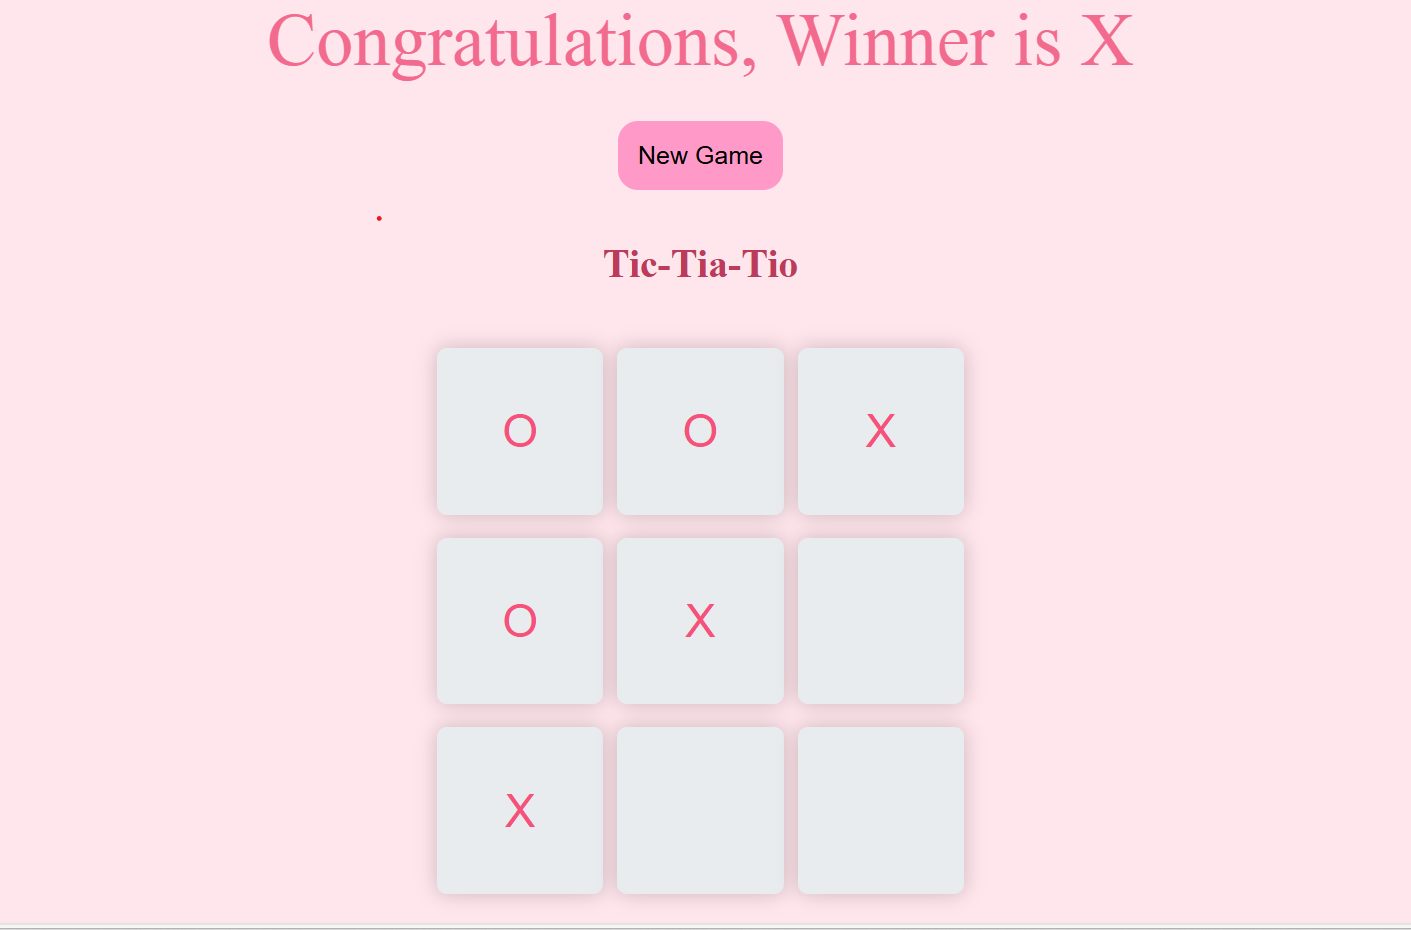 Congratulations, Winner is X
New Game
Tic-Tia-Tio
O O X
O X
X